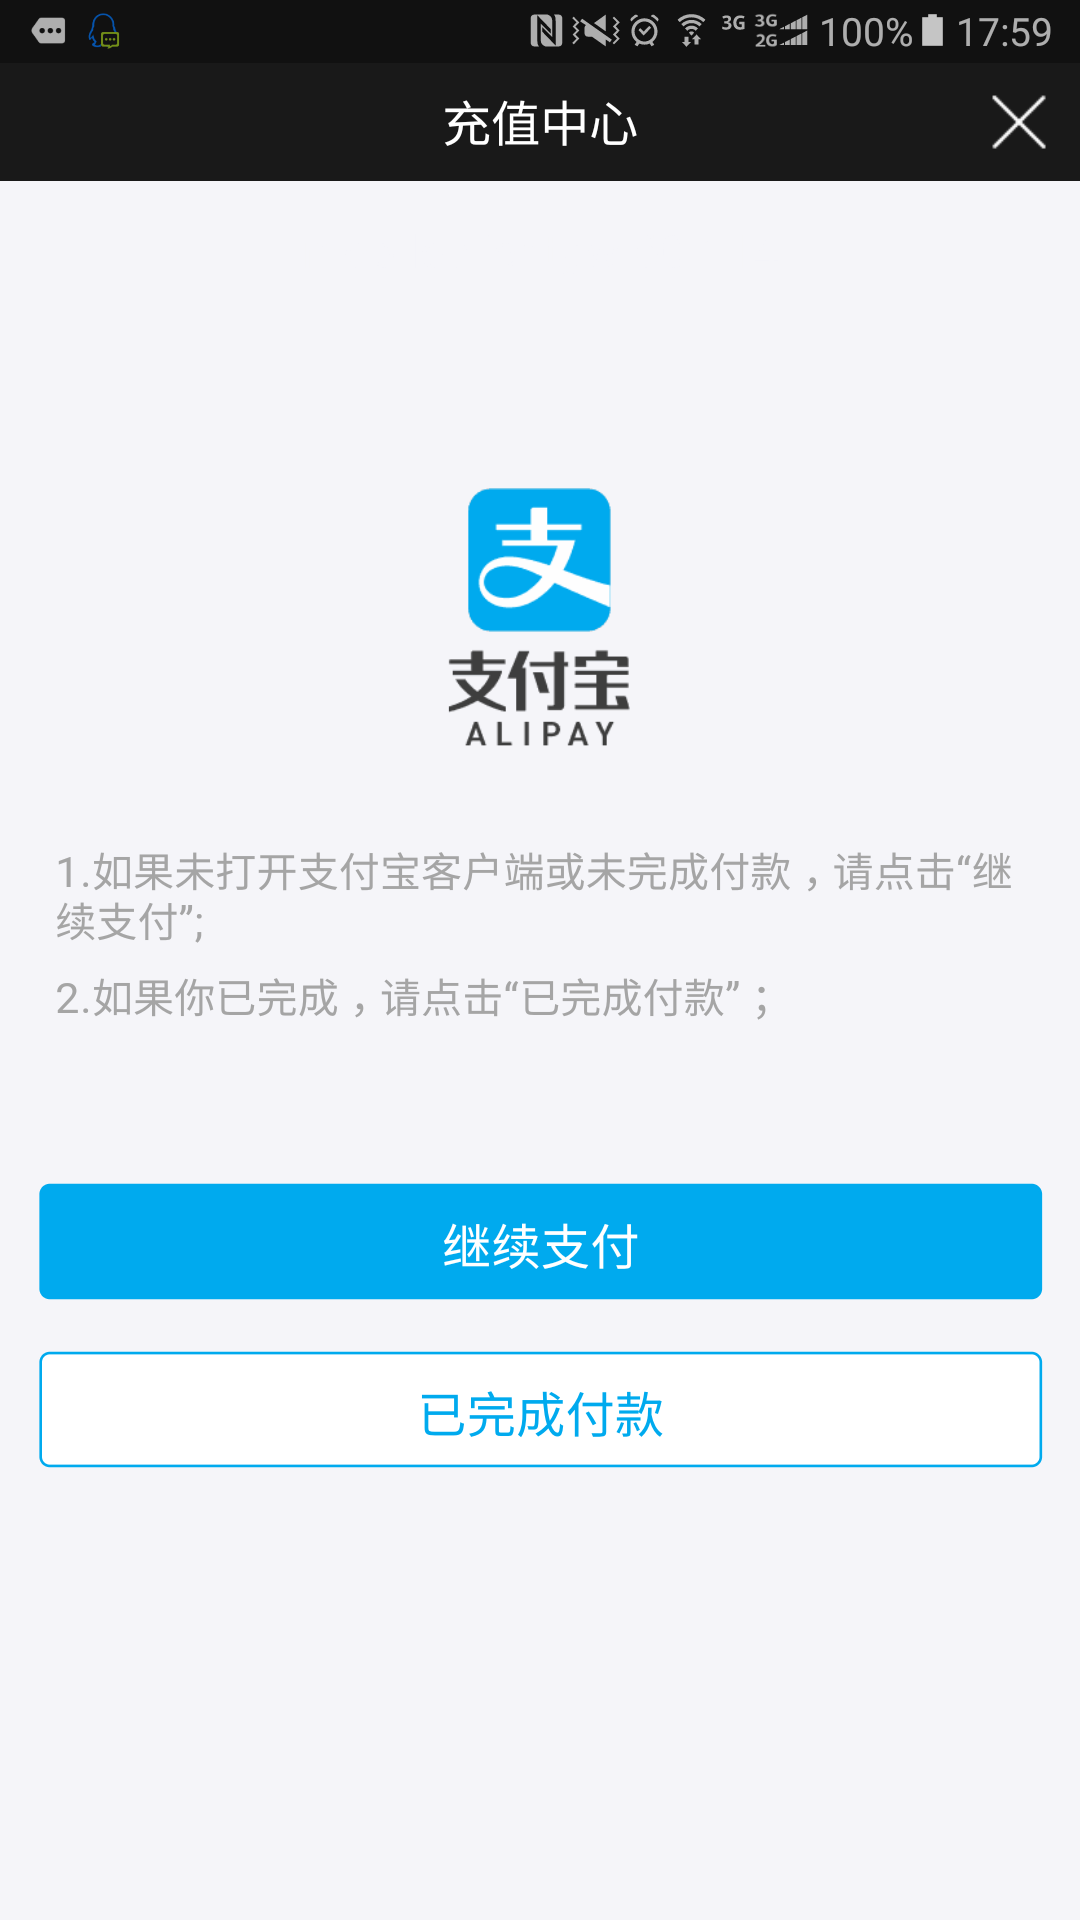 3G 3G 2G 100% 17:59
充值中心
支
支付宝
ALIPAY
1.如果未打开支付宝客户端或未完成付款，请点击“继
续支付”;
2.如果你已完成，请点击“已完成付款”；
继续支付
已完成付款